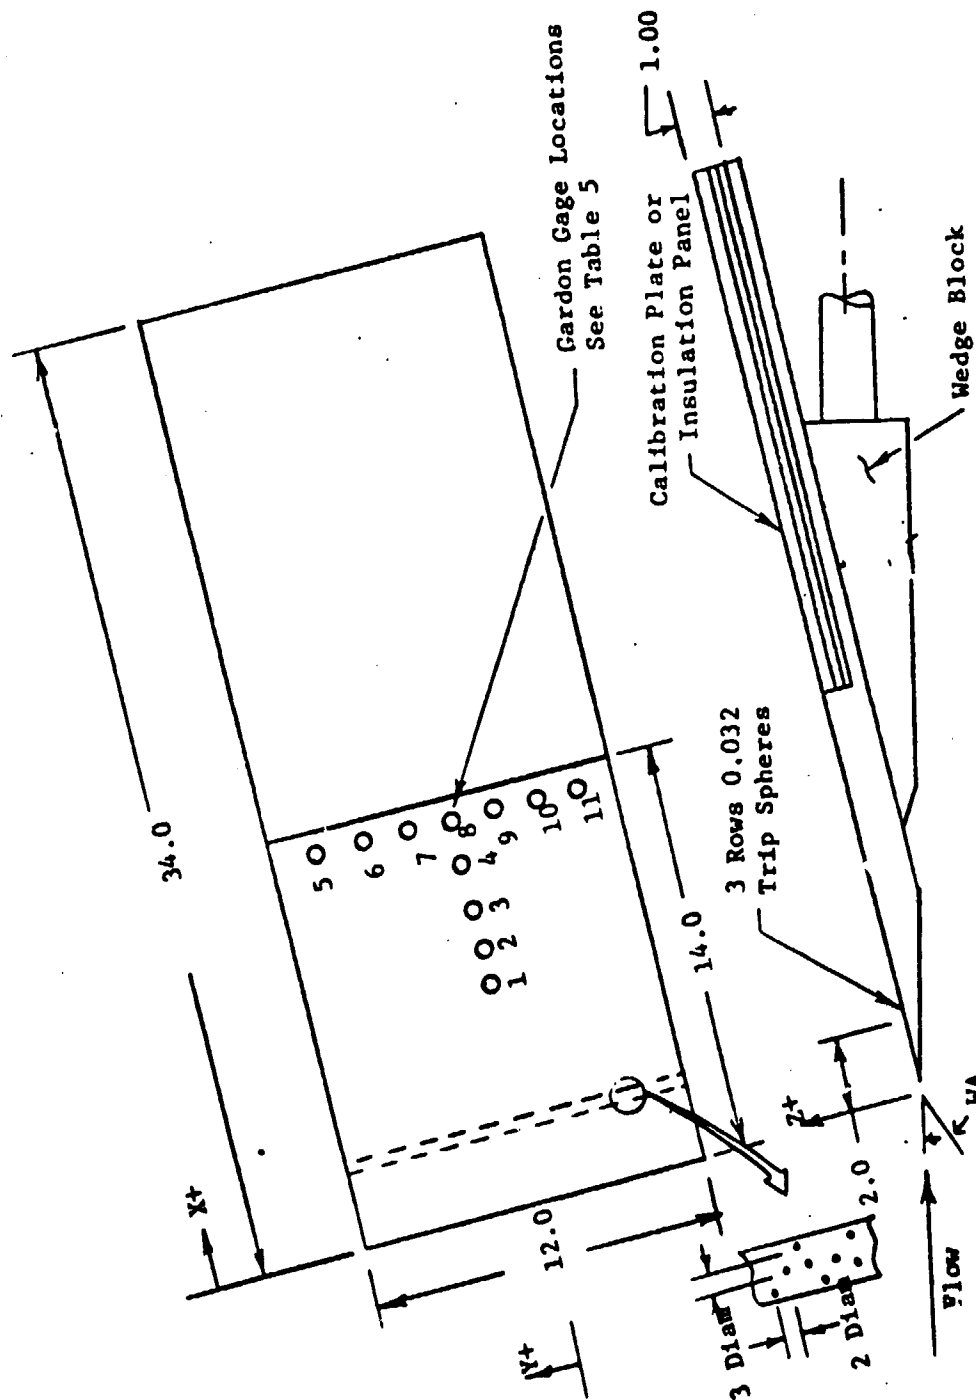 X+
34.0
Y+
12.0
5
6
7
8
9
10
11
1
2
3
4
14.0
Gardon Gage Locations
See Table 5
3 Diam
2 Diam
2.0
Z+
3 Rows 0.032
Trip Spheres
Calibration Plate or
Insulation Panel
1.00
Flow
WA
Wedge Block